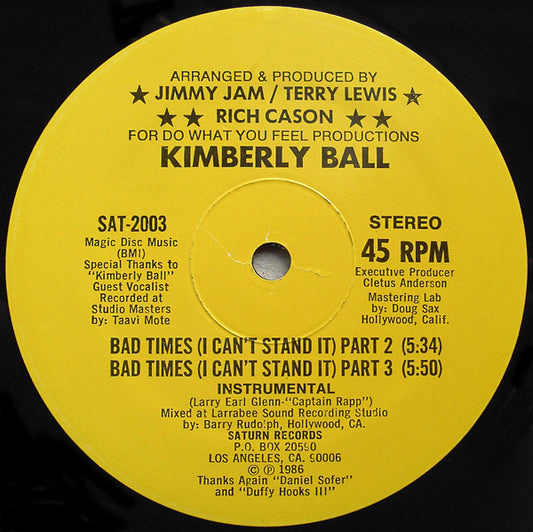 ARRANGED & PRODUCED BY
★ JIMMY JAM / TERRY LEWIS ★
★ ★ RICH CASON ★ ★
FOR DO WHAT YOU FEEL PRODUCTIONS
KIMBERLY BALL
SAT-2003
Magic Disc Music
(BMI)
Special Thanks to
"Kimberly Ball"
Guest Vocalist
Recorded at
Studio Masters
by: Taavi Mote
STEREO
45 RPM
Executive Producer
Cletus Anderson
Mastering Lab
by: Doug Sax
Hollywood, Calif.
BAD TIMES (I CAN'T STAND IT) PART 2 (5:34)
BAD TIMES (I CAN'T STAND IT) PART 3 (5:50)
INSTRUMENTAL
(Larry Earl Glenn-"Captain Rapp")
Mixed at Larrabee Sound Recording Studio
by: Barry Rudolph, Hollywood, CA.
SATURN RECORDS
P.O. BOX 20590
LOS ANGELES, CA. 90006
© ℗ 1986
Thanks Again "Daniel Sofer"
and "Duffy Hooks III"